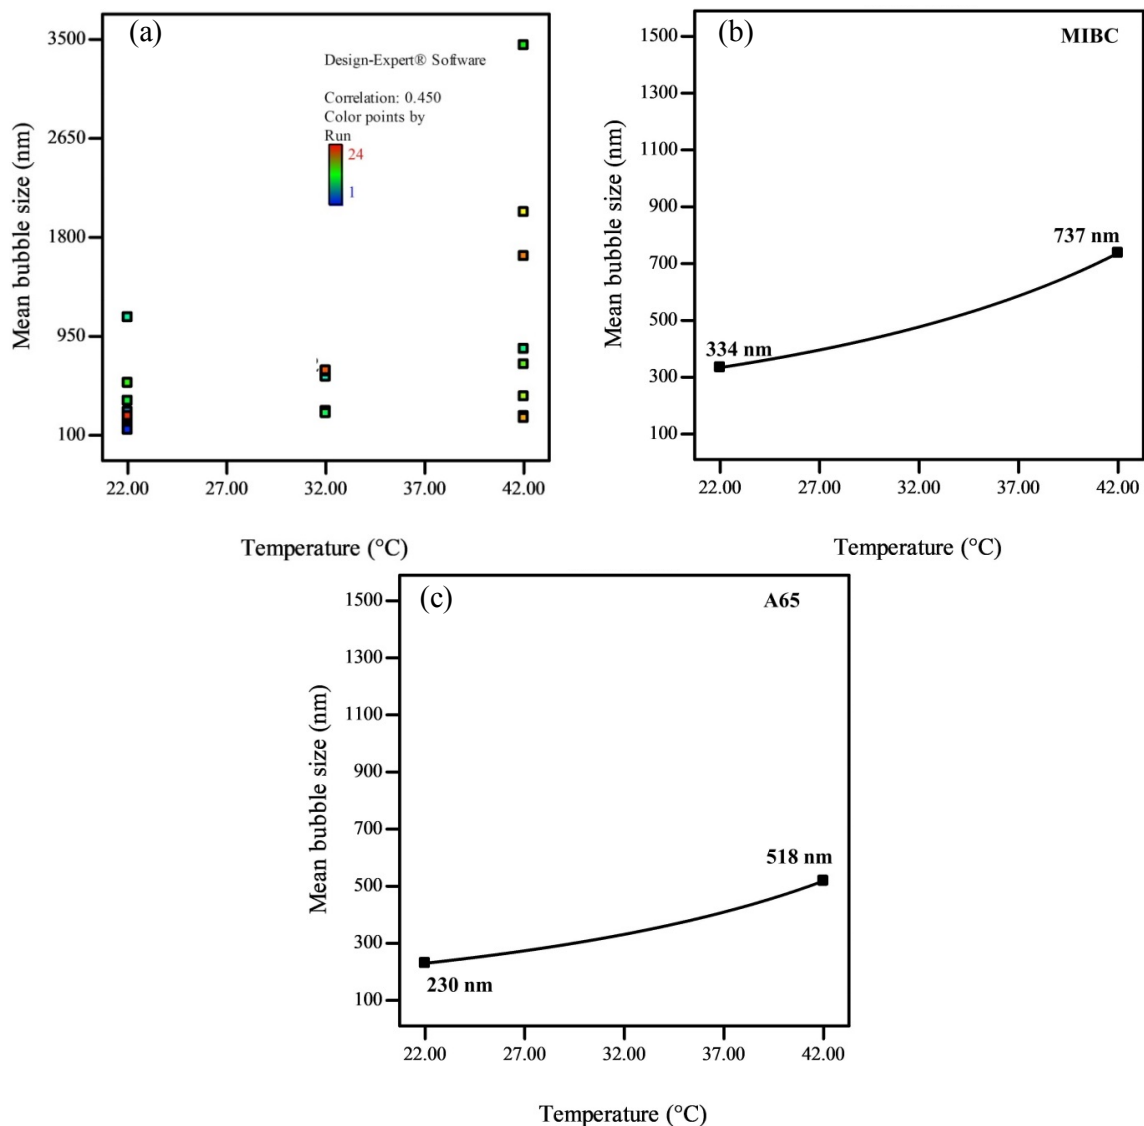 (a)
Design-Expert® Software
Correlation: 0.450
Color points by
Run
24
1
3500
2650
1800
950
100
Mean bubble size (nm)
22.00 27.00 32.00 37.00 42.00
Temperature (°C)
(b)
MIBC
1500
1300
1100
900
700
500
300
100
Mean bubble size (nm)
737 nm
334 nm
22.00 27.00 32.00 37.00 42.00
Temperature (°C)
(c)
A65
1500
1300
1100
900
700
500
300
100
Mean bubble size (nm)
518 nm
230 nm
22.00 27.00 32.00 37.00 42.00
Temperature (°C)